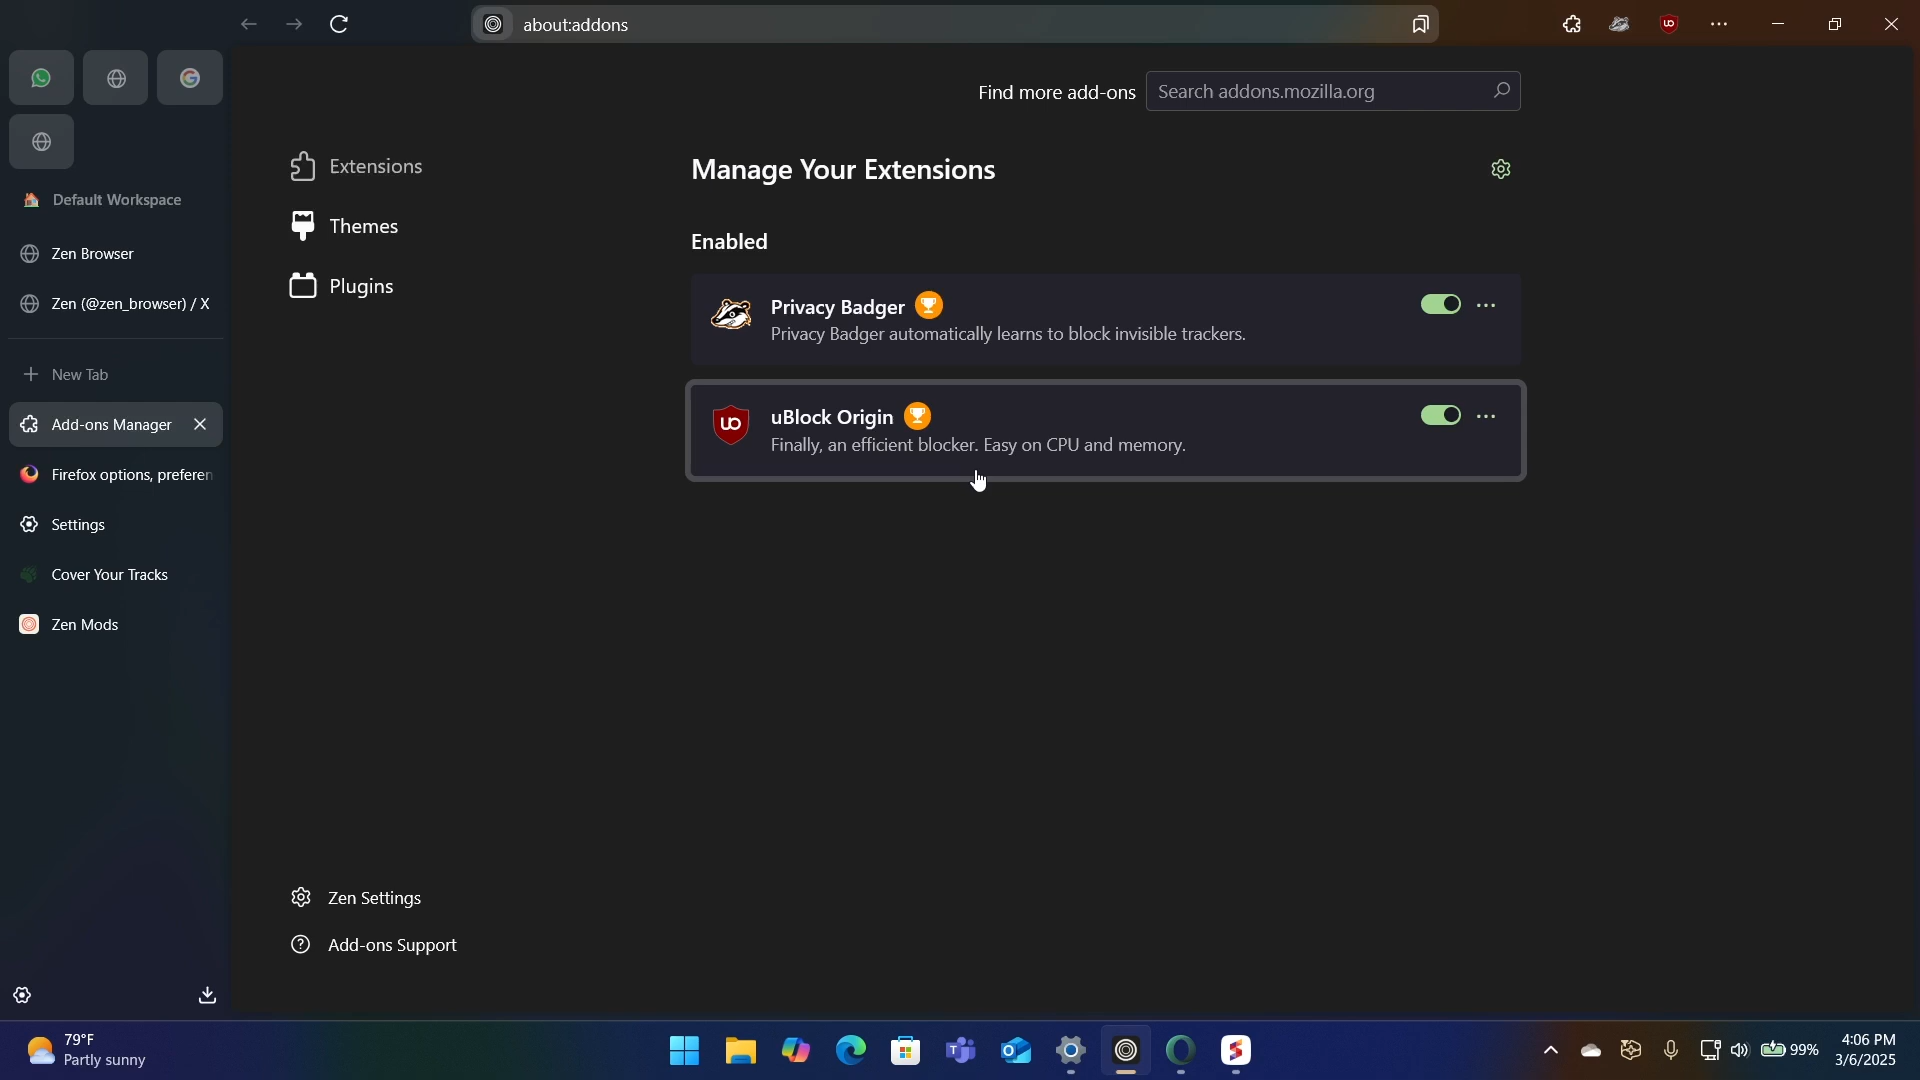 about:addons
Find more add-ons
Search addons.mozilla.org
Default Workspace
Zen Browser
Zen (@zen_browser) / X
New Tab
Add-ons Manager
Firefox options, preferen
Settings
Cover Your Tracks
Zen Mods
Extensions
Themes
Plugins
Zen Settings
Add-ons Support
Manage Your Extensions
Enabled
Privacy Badger
Privacy Badger automatically learns to block invisible trackers.
uBlock Origin
Finally, an efficient blocker. Easy on CPU and memory.
79°F
Partly sunny
99%
4:06 PM
3/6/2025